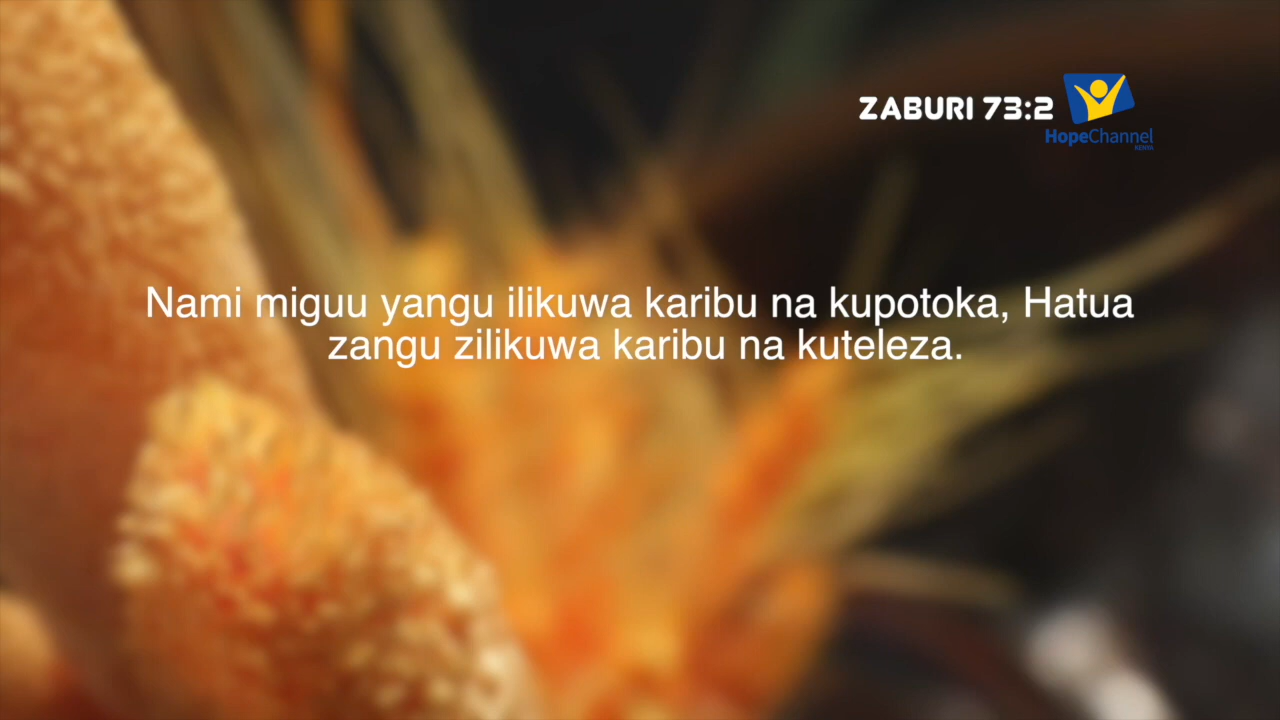 ZABURI 73:2
HopeChannel
KENYA
Nami miguu yangu ilikuwa karibu na kupotoka, Hatua
zangu zilikuwa karibu na kuteleza.